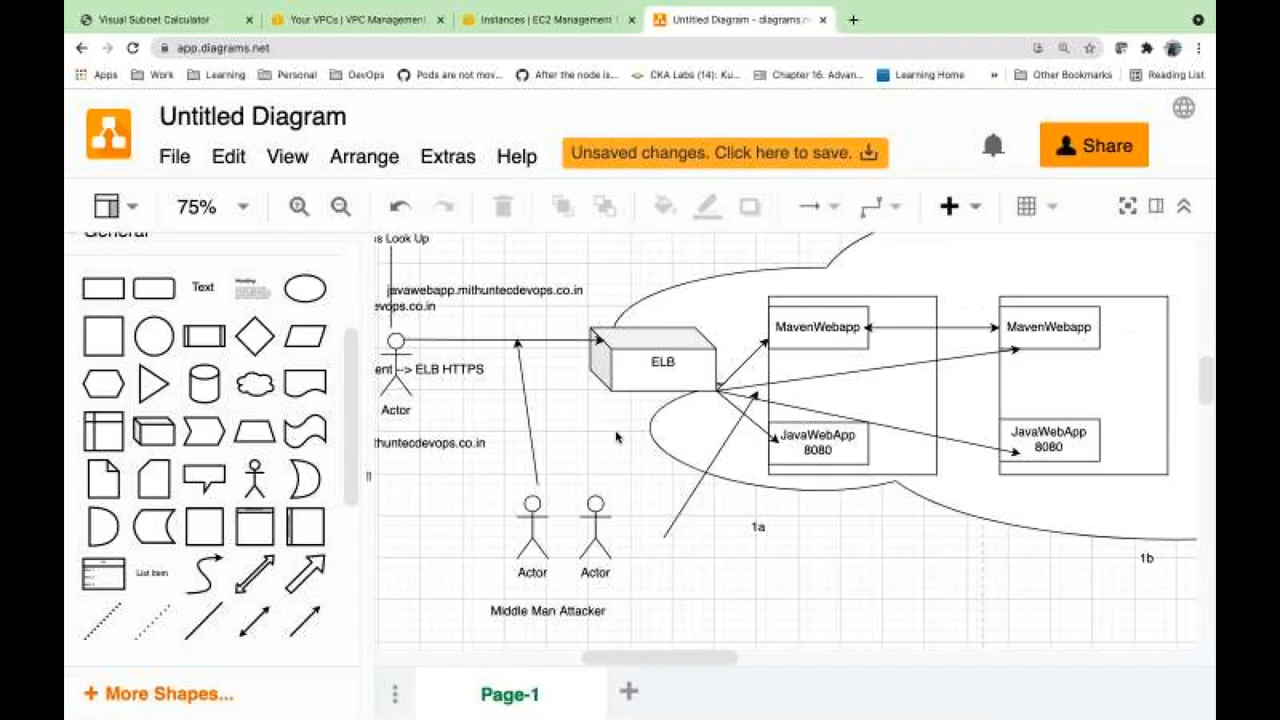 Visual Subnet Calculator
Your VPCs | VPC Management
Instances | EC2 Management
Untitled Diagram - diagrams.n
app.diagrams.net
Apps
Work
Learning
Personal
DevOps
Pods are not mov...
After the node is...
CKA Labs (14): Ku...
Chapter 16. Advan...
Learning Home
»
Other Bookmarks
Reading List
Untitled Diagram
File Edit View Arrange Extras Help
Unsaved changes. Click here to save.
Share
75%
General
Text
Heading
List Item
+ More Shapes...
s Look Up
javawebapp.mithuntecdevops.co.in
evops.co.in
ent --> ELB HTTPS
Actor
thuntecdevops.co.in
ELB
MavenWebapp
MavenWebapp
JavaWebApp
8080
JavaWebApp
8080
1a
1b
Actor
Actor
Middle Man Attacker
Page-1